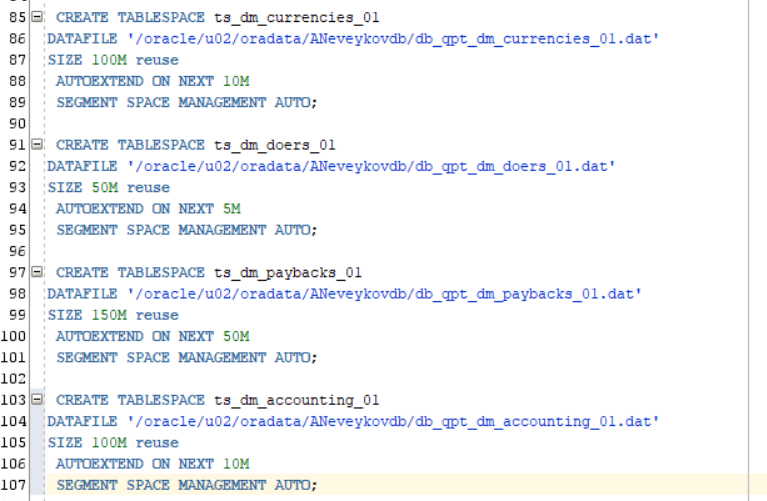 85 CREATE TABLESPACE ts_dm_currencies_01
86 DATAFILE '/oracle/u02/oradata/ANeveykovdb/db_qpt_dm_currencies_01.dat'
87 SIZE 100M reuse
88 AUTOEXTEND ON NEXT 10M
89 SEGMENT SPACE MANAGEMENT AUTO;
90
91 CREATE TABLESPACE ts_dm_doers_01
92 DATAFILE '/oracle/u02/oradata/ANeveykovdb/db_qpt_dm_doers_01.dat'
93 SIZE 50M reuse
94 AUTOEXTEND ON NEXT 5M
95 SEGMENT SPACE MANAGEMENT AUTO;
96
97 CREATE TABLESPACE ts_dm_paybacks_01
98 DATAFILE '/oracle/u02/oradata/ANeveykovdb/db_qpt_dm_paybacks_01.dat'
99 SIZE 150M reuse
100 AUTOEXTEND ON NEXT 50M
101 SEGMENT SPACE MANAGEMENT AUTO;
102
103 CREATE TABLESPACE ts_dm_accounting_01
104 DATAFILE '/oracle/u02/oradata/ANeveykovdb/db_qpt_dm_accounting_01.dat'
105 SIZE 100M reuse
106 AUTOEXTEND ON NEXT 10M
107 SEGMENT SPACE MANAGEMENT AUTO;